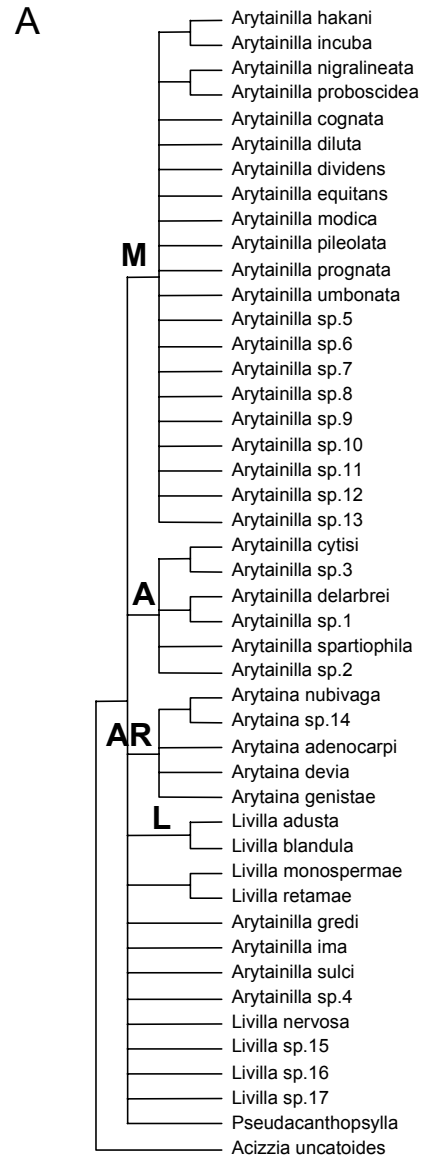 A
Arytainilla hakani
Arytainilla incuba
Arytainilla nigralineata
Arytainilla proboscidea
Arytainilla cognata
Arytainilla diluta
Arytainilla dividens
Arytainilla equitans
Arytainilla modica
Arytainilla pileolata
M
Arytainilla prognata
Arytainilla umbonata
Arytainilla sp.5
Arytainilla sp.6
Arytainilla sp.7
Arytainilla sp.8
Arytainilla sp.9
Arytainilla sp.10
Arytainilla sp.11
Arytainilla sp.12
Arytainilla sp.13
Arytainilla cytisi
Arytainilla sp.3
A
Arytainilla delarbrei
Arytainilla sp.1
Arytainilla spartiophila
Arytainilla sp.2
Arytaina nubivaga
Arytaina sp.14
AR
Arytaina adenocarpi
Arytaina devia
Arytaina genistae
L
Livilla adusta
Livilla blandula
Livilla monospermae
Livilla retamae
Arytainilla gredi
Arytainilla ima
Arytainilla sulci
Arytainilla sp.4
Livilla nervosa
Livilla sp.15
Livilla sp.16
Livilla sp.17
Pseudacanthopsylla
Acizzia uncatoides